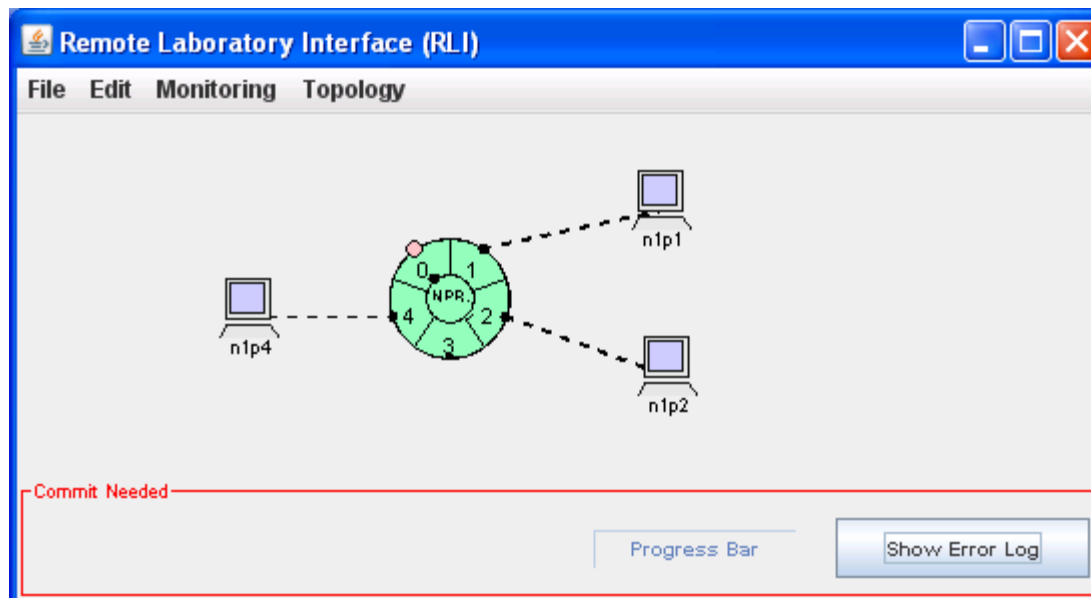 Remote Laboratory Interface (RLI)
File Edit Monitoring Topology
n1p1
0 1
NPR.
4 2
3
n1p4
n1p2
Commit Needed
Progress Bar
Show Error Log